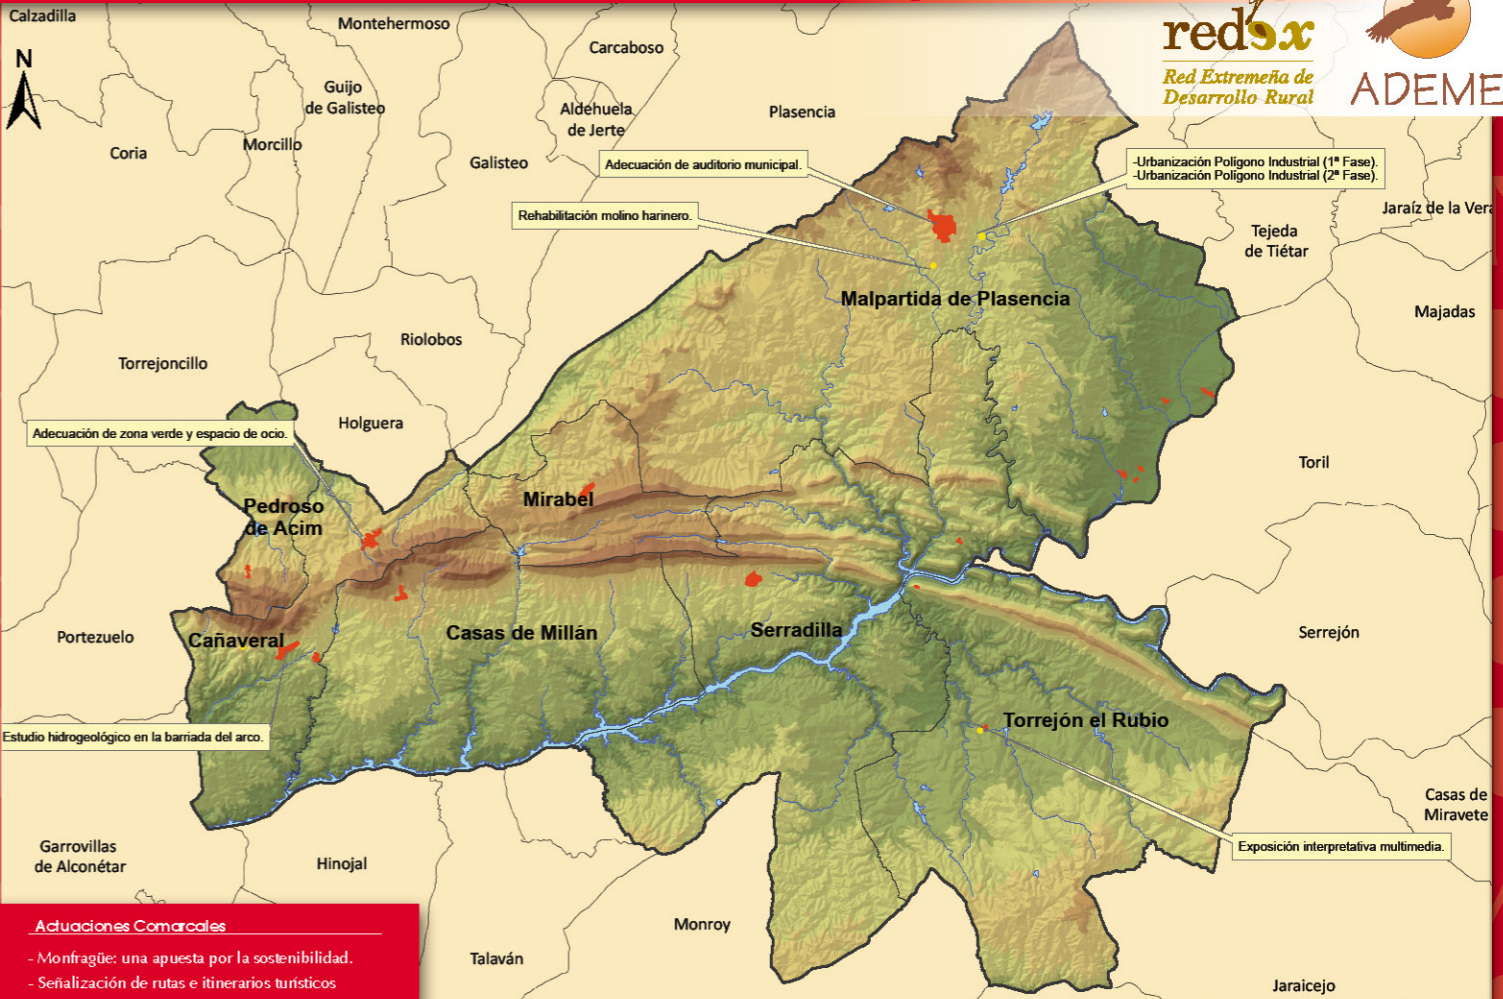 Calzadilla
Montehermoso
Carcaboso
redex
Red Extremeña de
Desarrollo Rural
ADEME
N
Guijo
de Galisteo
Aldehuela
de Jerte
Plasencia
Coria
Morcillo
Galisteo
Adecuación de auditorio municipal.
-Urbanización Polígono Industrial (1ª Fase).
-Urbanización Polígono Industrial (2ª Fase).
Rehabilitación molino harinero.
Jaraíz de la Vera
Tejeda
de Tiétar
Malpartida de Plasencia
Majadas
Riolobos
Torrejoncillo
Holguera
Adecuación de zona verde y espacio de ocio.
Toril
Mirabel
Pedroso
de Acim
Portezuelo
Cañaveral
Casas de Millán
Serradilla
Serrejón
Torrejón el Rubio
Estudio hidrogeológico en la barriada del arco.
Casas de
Miravete
Garrovillas
de Alconétar
Hinojal
Exposición interpretativa multimedia.
Monroy
Talaván
Jaraicejo
Actuaciones Comarcales
- Monfragüe: una apuesta por la sostenibilidad.
- Señalización de rutas e itinerarios turísticos